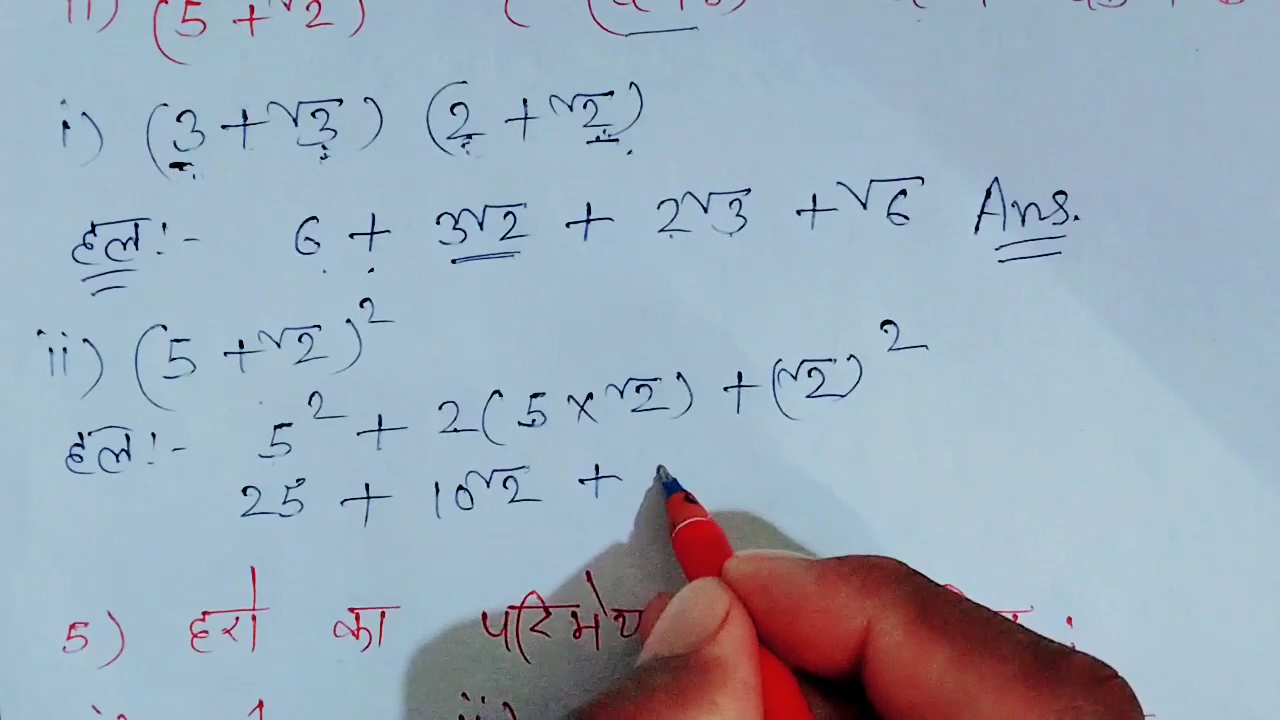 ii) (5 + √2)
i) (3 + √3) (2 + √2)
हल:- 6 + 3√2 + 2√3 + √6 Ans.
ii) (5 + √2)²
हल:- 5² + 2(5 × √2) + (√2)²
25 + 10√2 +
5) हरो का परिमेय
ii)